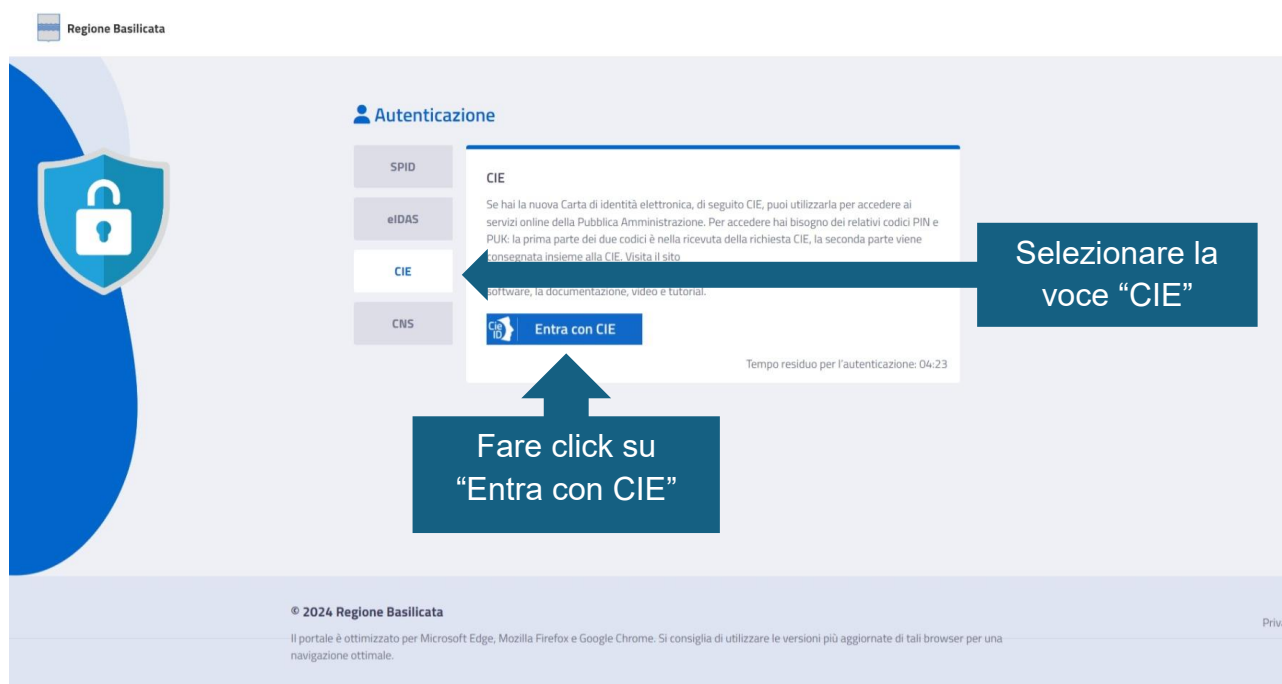 Regione Basilicata
Autenticazione
SPID
eIDAS
CIE
CNS
CIE
Se hai la nuova Carta di identità elettronica, di seguito CIE, puoi utilizzarla per accedere ai
servizi online della Pubblica Amministrazione. Per accedere hai bisogno dei relativi codici PIN e
PUK: la prima parte dei due codici è nella ricevuta della richiesta CIE, la seconda parte viene
consegnata insieme alla CIE. Visita il sito
software, la documentazione, video e tutorial.
Cie
ID
Entra con CIE
Tempo residuo per l'autenticazione: 04:23
Selezionare la
voce “CIE”
Fare click su
“Entra con CIE”
© 2024 Regione Basilicata
Il portale è ottimizzato per Microsoft Edge, Mozilla Firefox e Google Chrome. Si consiglia di utilizzare le versioni più aggiornate di tali browser per una
navigazione ottimale.
Priva